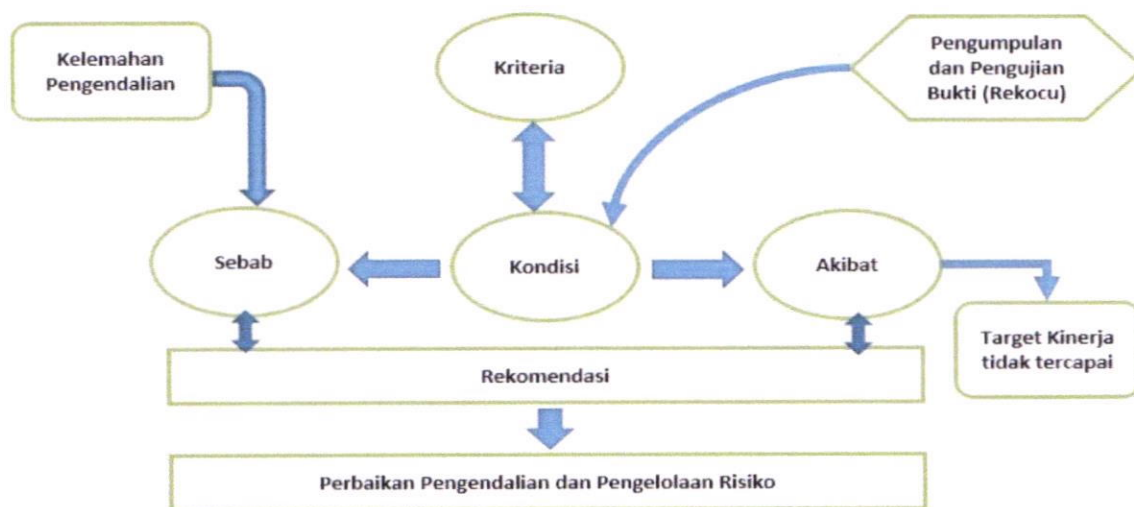 Kelemahan
Pengendalian
Kriteria
Pengumpulan
dan Pengujian
Bukti (Rekocu)
Sebab
Kondisi
Akibat
Target Kinerja
tidak tercapai
Rekomendasi
Perbaikan Pengendalian dan Pengelolaan Risiko